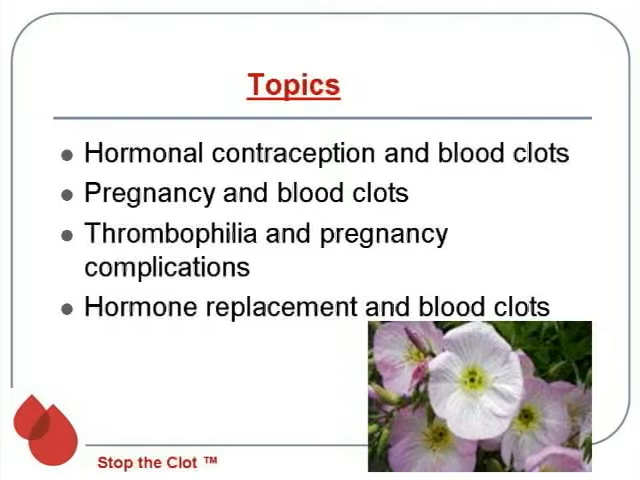 Topics
Hormonal contraception and blood clots
Pregnancy and blood clots
Thrombophilia and pregnancy
complications
Hormone replacement and blood clots
Stop the Clot ™